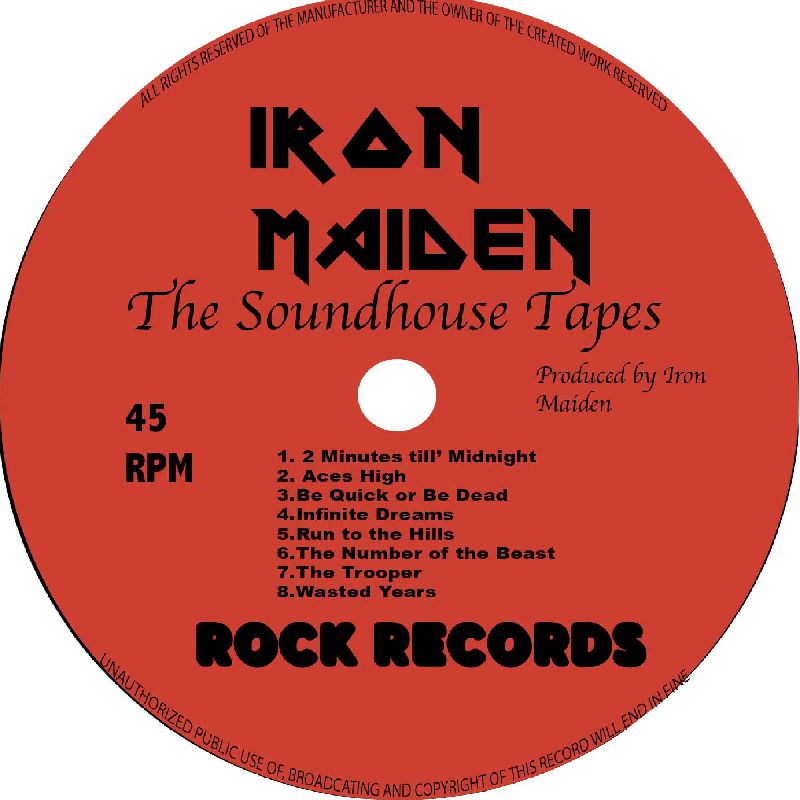 ALL RIGHTS RESERVED OF THE MANUFACTURER AND THE OWNER OF THE CREATED WORK RESERVED
IRON
MAIDEN
The Soundhouse Tapes
Produced by Iron
Maiden
45
RPM
1. 2 Minutes till’ Midnight
2. Aces High
3.Be Quick or Be Dead
4.Infinite Dreams
5.Run to the Hills
6.The Number of the Beast
7.The Trooper
8.Wasted Years
ROCK RECORDS
UNAUTHORIZED PUBLIC USE OF, BROADCATING AND COPYRIGHT OF THIS RECORD WILL END IN FINE